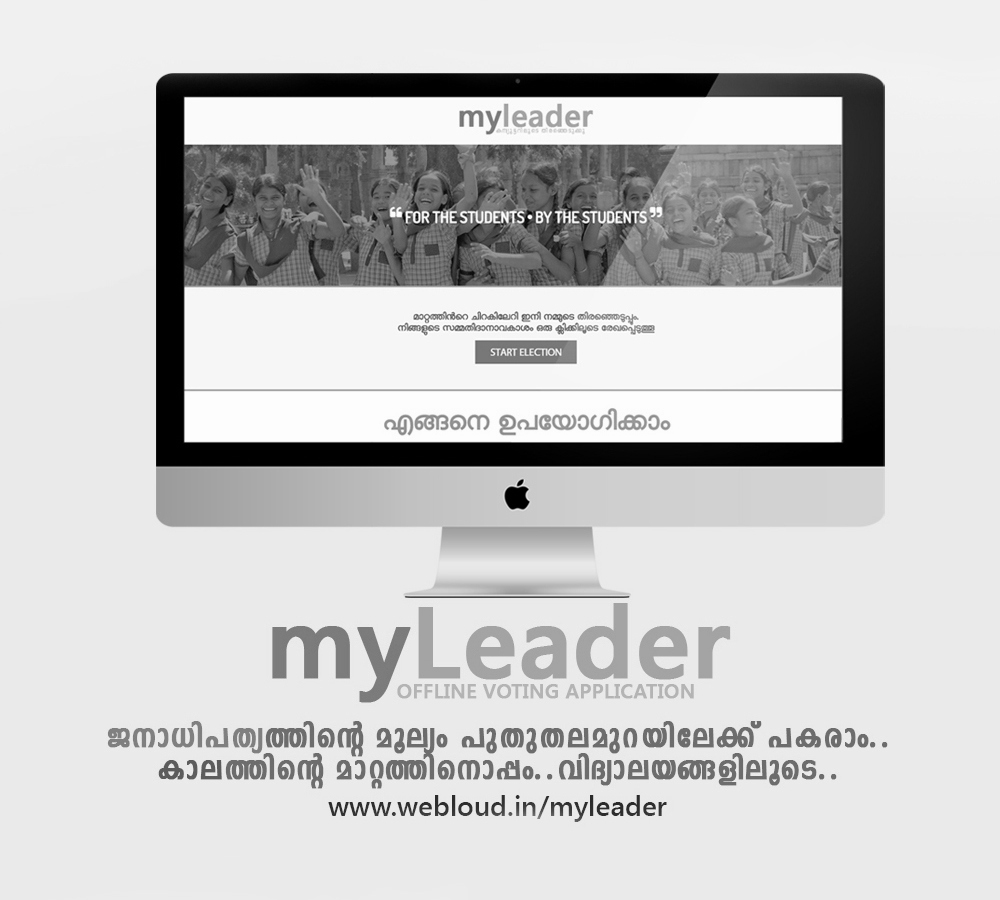 myleader
“ FOR THE STUDENTS • BY THE STUDENTS ”
മാറ്റത്തിൻറെ ചിറകിലേറി ഇനി നമ്മുടെ തിരഞ്ഞെടുപ്പും.
നിങ്ങളുടെ സമ്മതിദാനാവകാശം ഒരു ക്ലിക്കിലൂടെ രേഖപ്പെടുത്തൂ
START ELECTION
എങ്ങനെ ഉപയോഗിക്കാം
myLeader
OFFLINE VOTING APPLICATION
ജനാധിപത്യത്തിന്റെ മൂല്യം പുതുതലമുറയിലേക്ക് പകരാം..
കാലത്തിന്റെ മാറ്റത്തിനൊപ്പം..വിദ്യാലയങ്ങളിലൂടെ..
www.webloud.in/myleader